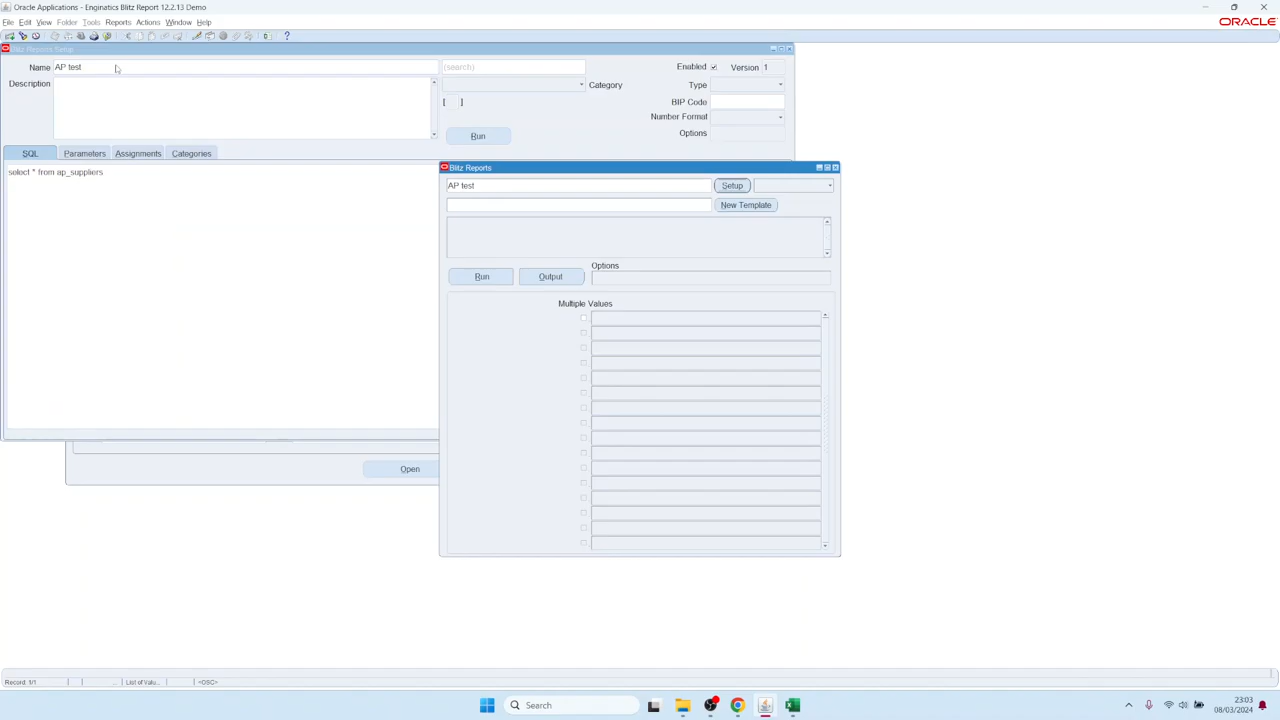 Oracle Applications - Enginatics Blitz Report 12.2.13 Demo
File Edit View Folder Tools Reports Actions Window Help
ORACLE
Blitz Reports Setup
Name AP test (search) Enabled Version 1
Description Category Type
[ ] BIP Code
Number Format
Run Options
SQL Parameters Assignments Categories
select * from ap_suppliers
Blitz Reports
AP test Setup
New Template
Run Output Options
Multiple Values
Open
Record: 1/1 ... List of Valu... <OSC>
Search
23:03
08/03/2024